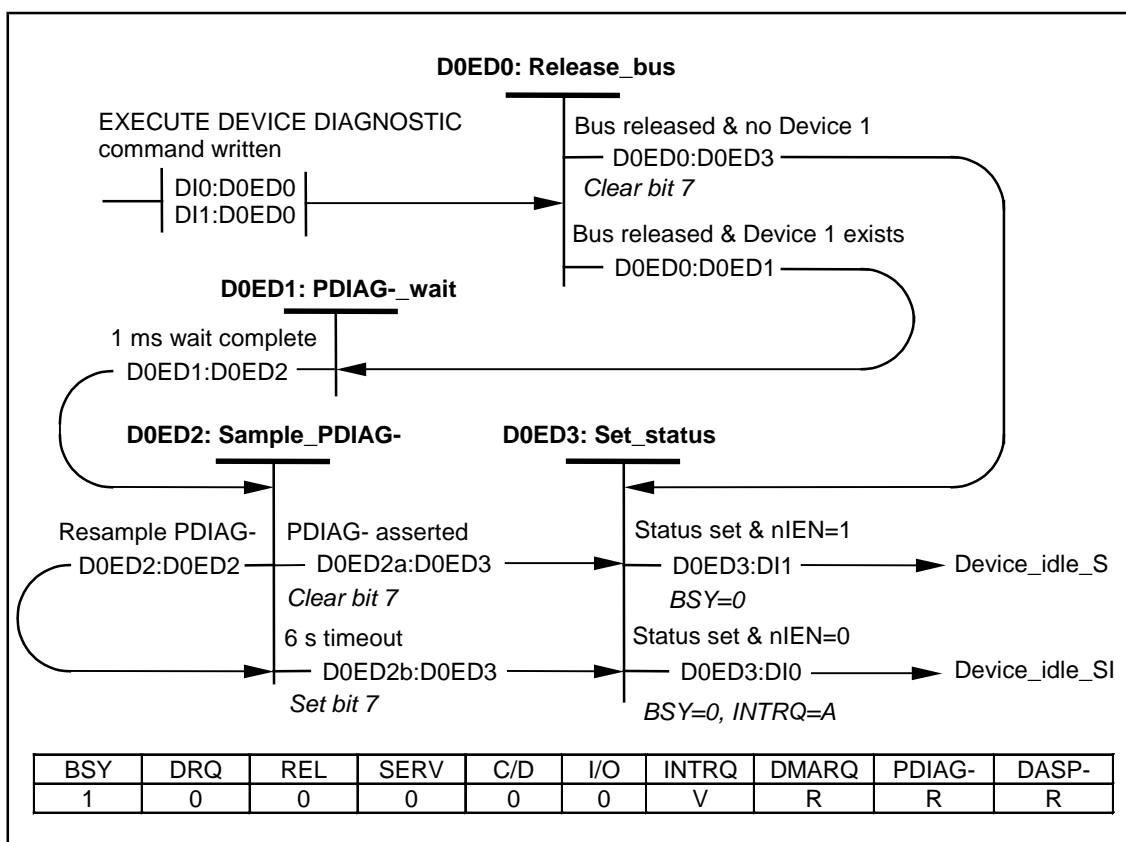 D0ED0: Release_bus
EXECUTE DEVICE DIAGNOSTIC
command written
DI0:D0ED0
DI1:D0ED0
Bus released & no Device 1
D0ED0:D0ED3
Clear bit 7
Bus released & Device 1 exists
D0ED0:D0ED1
D0ED1: PDIAG-_wait
1 ms wait complete
D0ED1:D0ED2
D0ED2: Sample_PDIAG-
D0ED3: Set_status
Resample PDIAG-
D0ED2:D0ED2
PDIAG- asserted
D0ED2a:D0ED3
Clear bit 7
6 s timeout
D0ED2b:D0ED3
Set bit 7
Status set & nIEN=1
D0ED3:DI1
Device_idle_S
BSY=0
Status set & nIEN=0
D0ED3:DI0
Device_idle_SI
BSY=0, INTRQ=A
BSY DRQ REL SERV C/D I/O INTRQ DMARQ PDIAG- DASP-
1 0 0 0 0 0 V R R R